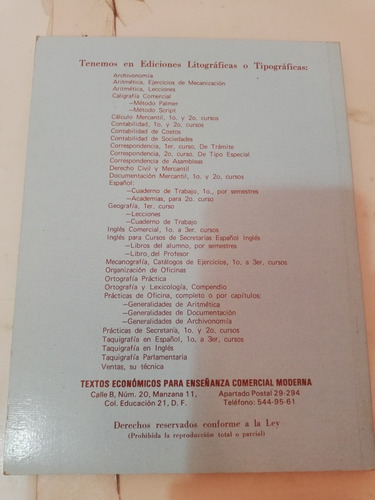 Tenemos en Ediciones Litográficas o Tipográficas:
Archivonomía
Aritmética, Ejercicios de Mecanización
Aritmética, Lecciones
Caligrafía Comercial
—Método Palmer
—Método Script
Cálculo Mercantil, 1o. y 2o. cursos
Contabilidad, 1o. y 2o. cursos
Contabilidad de Costos
Contabilidad de Sociedades
Correspondencia, 1er. curso, De Trámite
Correspondencia, 2o. curso. De Tipo Especial
Correspondencia de Asambleas
Derecho Civil y Mercantil
Documentación Mercantil, 1o. y 2o. cursos
Español:
—Cuaderno de Trabajo, 1o., por semestres
—Academias, para 2o. curso
Geografía, 1er. curso
—Lecciones
—Cuaderno de Trabajo
Inglés Comercial, 1o. a 3er. cursos
Inglés para Cursos de Secretarias Español Inglés
—Libros del alumno, por semestres
—Libro del Profesor
Mecanografía, Catálogos de Ejercicios, 1o. a 3er. cursos
Organización de Oficinas
Ortografía Práctica
Ortografía y Lexicología, Compendio
Prácticas de Oficina, completo o por capítulos:
—Generalidades de Aritmética
—Generalidades de Documentación
—Generalidades de Archivonomía
Prácticas de Secretaría, 1o. y 2o. cursos
Taquigrafía en Español, 1o. a 3er. cursos
Taquigrafía en Inglés
Taquigrafía Parlamentaria
Ventas, su técnica
TEXTOS ECONÓMICOS PARA ENSEÑANZA COMERCIAL MODERNA
Calle B, Núm. 20, Manzana 11, Apartado Postal 29-294
Col. Educación 21, D. F. Teléfono: 544-95-61
Derechos reservados conforme a la Ley
(Prohibida la reproducción total o parcial)